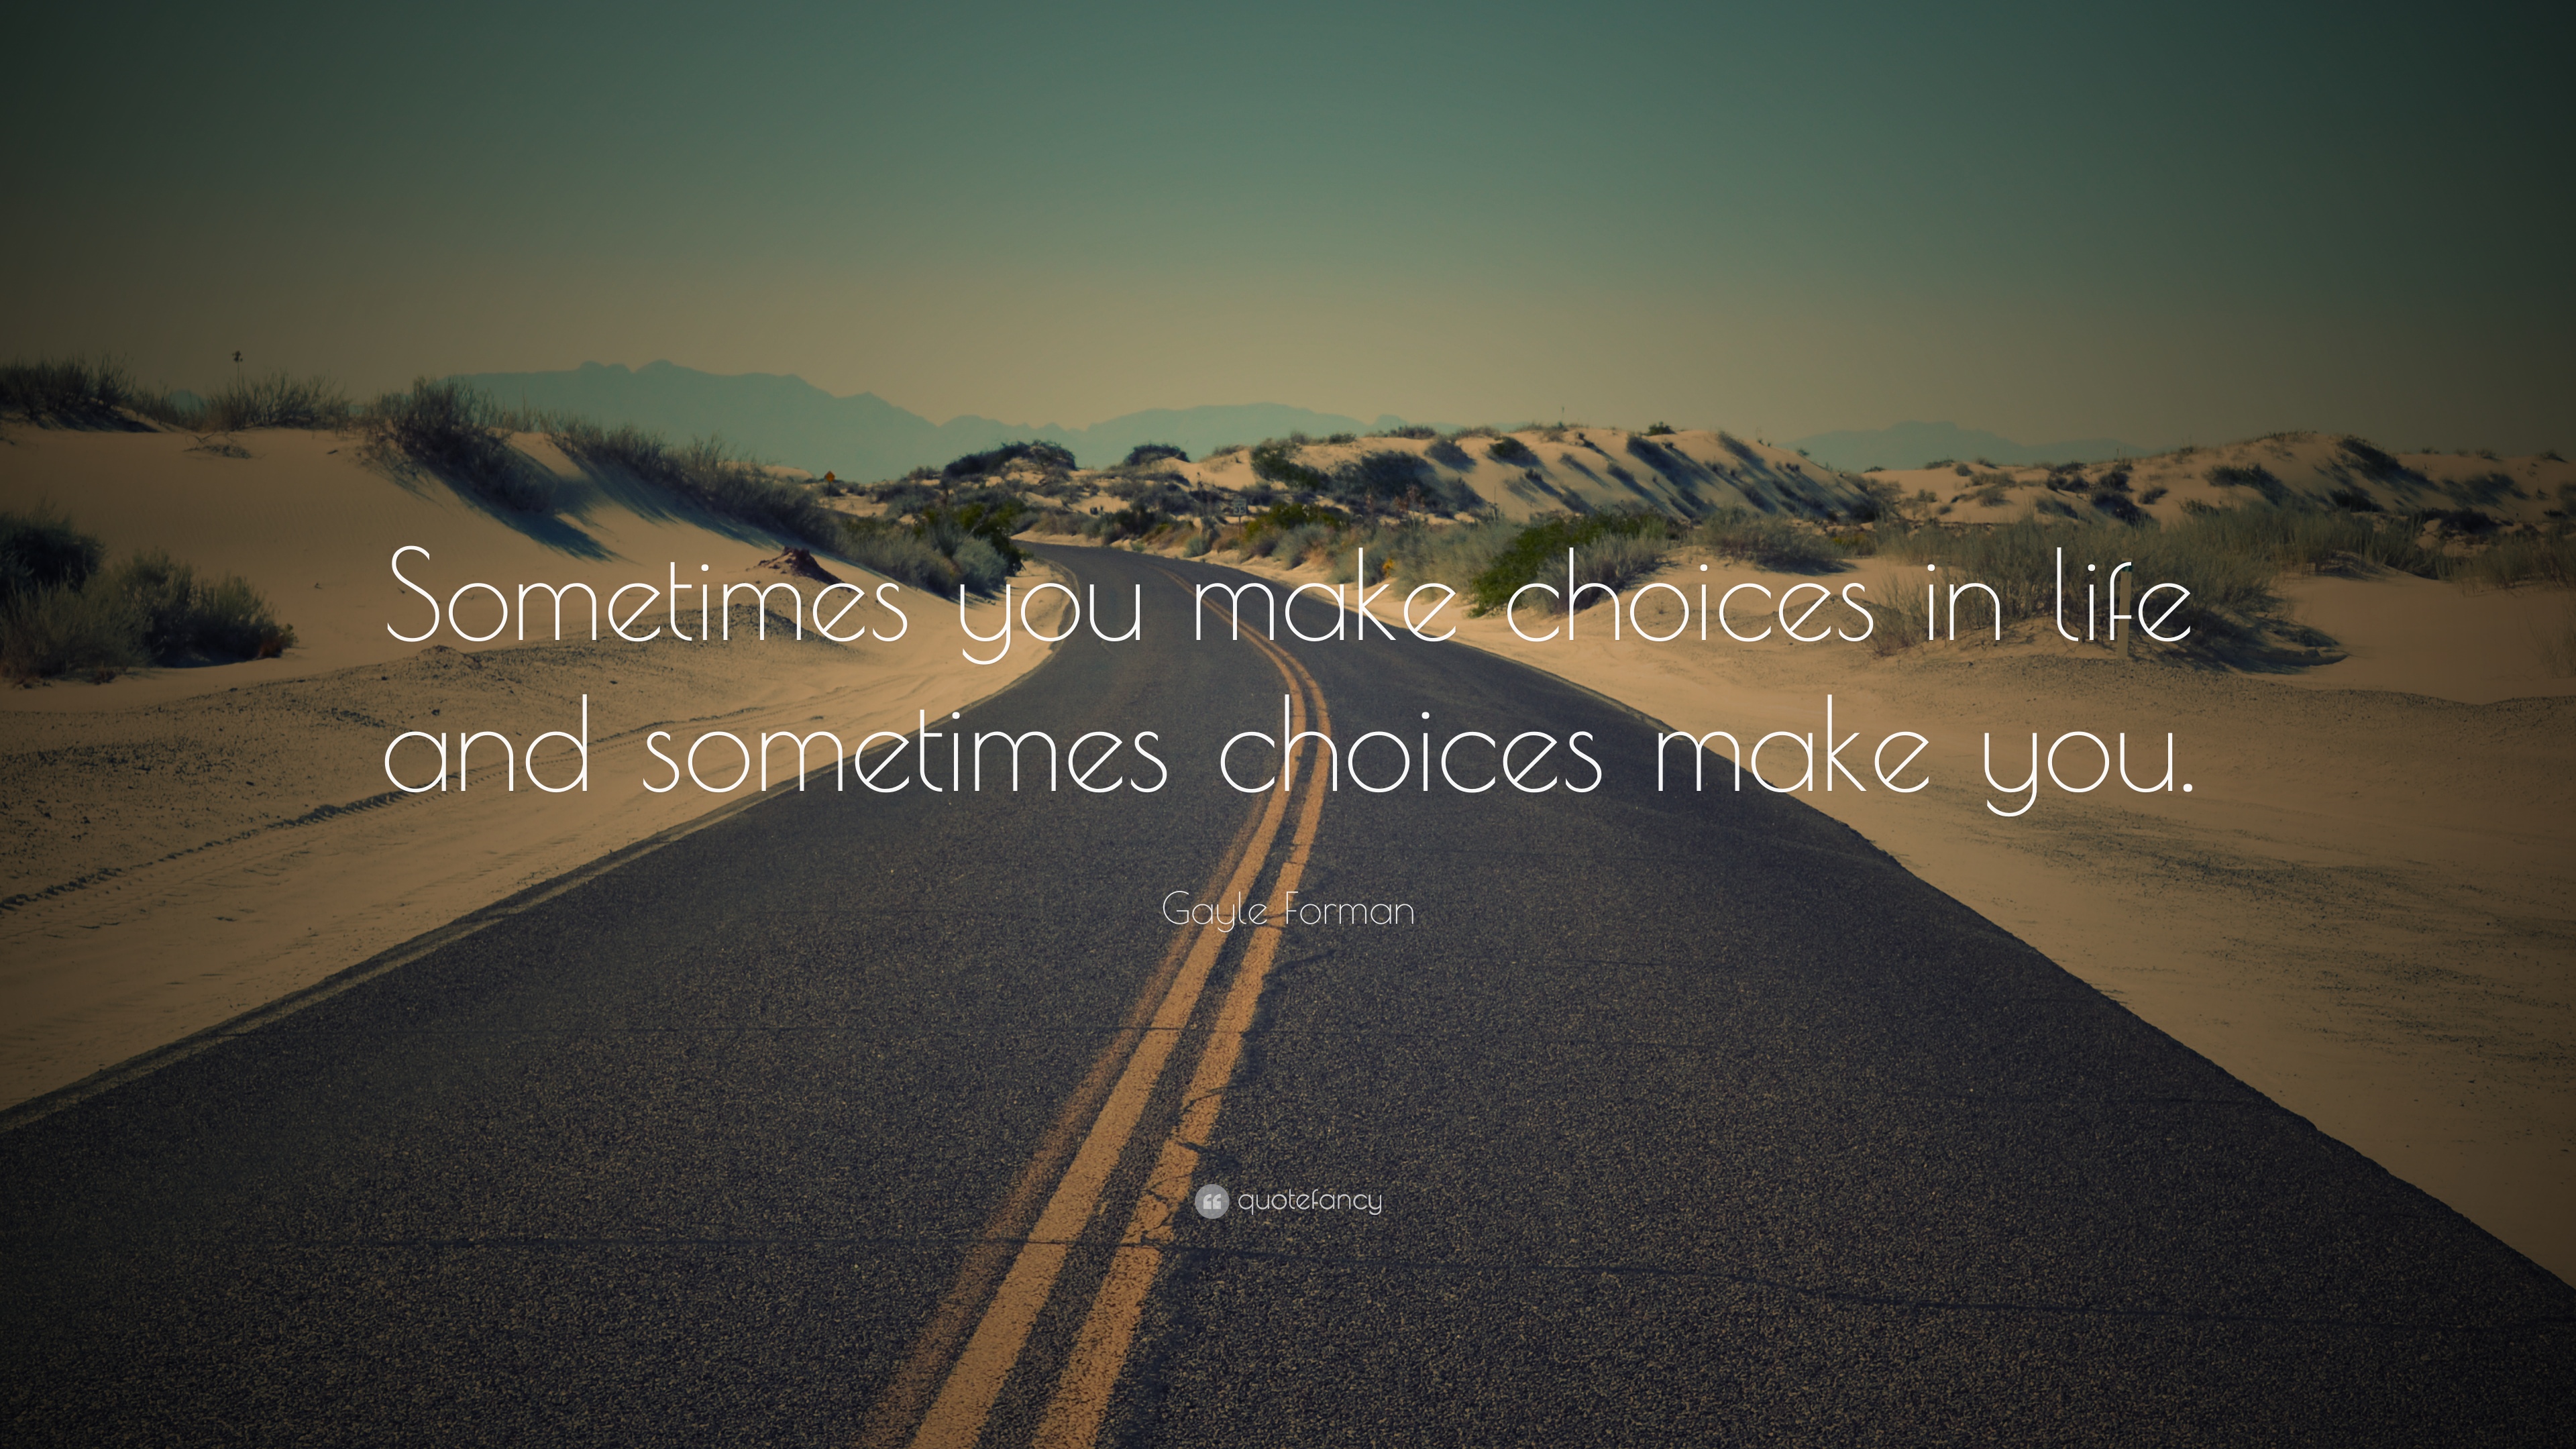 Sometimes you make choices in life
and sometimes choices make you.
Gayle Forman
quotefancy